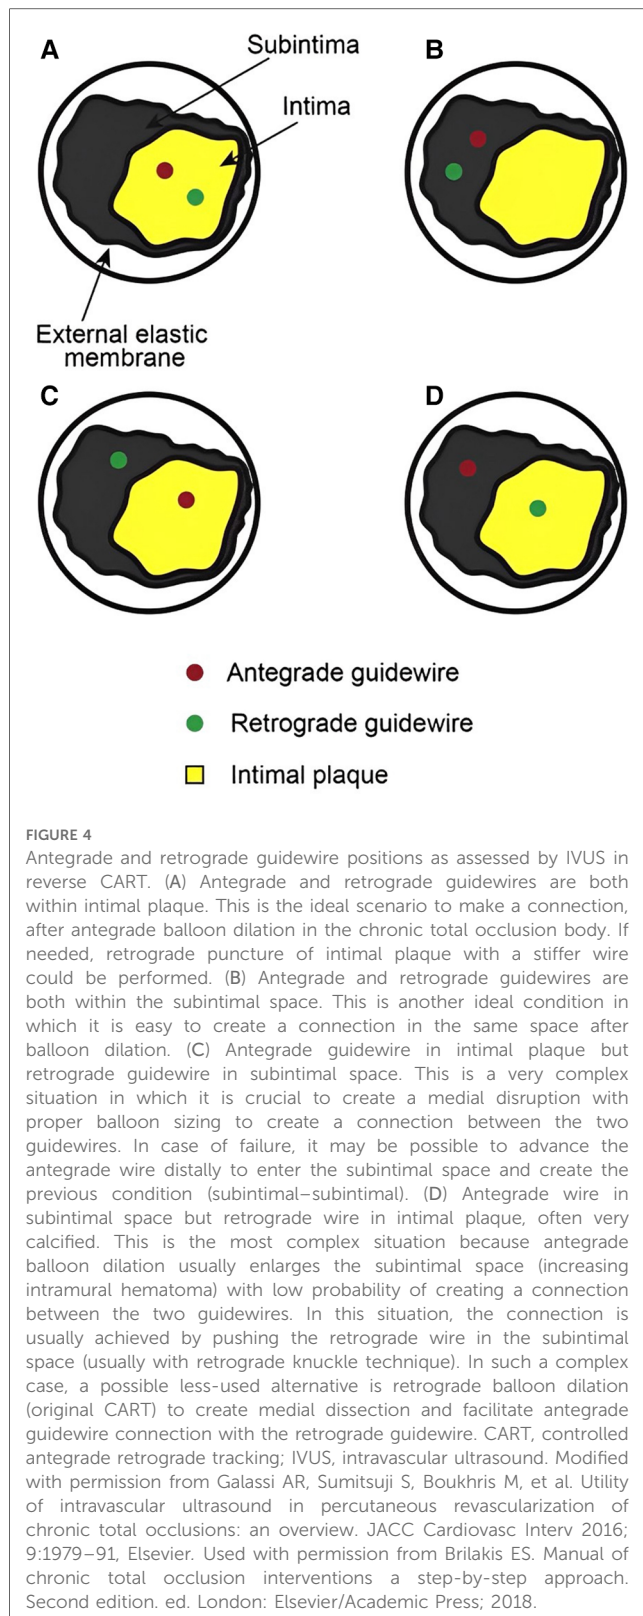 A
Subintima
B
Intima
External elastic
membrane
C
D
Antegrade guidewire
Retrograde guidewire
Intimal plaque
FIGURE 4
Antegrade and retrograde guidewire positions as assessed by IVUS in
reverse CART. (A) Antegrade and retrograde guidewires are both
within intimal plaque. This is the ideal scenario to make a connection,
after antegrade balloon dilation in the chronic total occlusion body. If
needed, retrograde puncture of intimal plaque with a stiffer wire
could be performed. (B) Antegrade and retrograde guidewires are
both within the subintimal space. This is another ideal condition in
which it is easy to create a connection in the same space after
balloon dilation. (C) Antegrade guidewire in intimal plaque but
retrograde guidewire in subintimal space. This is a very complex
situation in which it is crucial to create a medial disruption with
proper balloon sizing to create a connection between the two
guidewires. In case of failure, it may be possible to advance the
antegrade wire distally to enter the subintimal space and create the
previous condition (subintimal–subintimal). (D) Antegrade wire in
subintimal space but retrograde wire in intimal plaque, often very
calcified. This is the most complex situation because antegrade
balloon dilation usually enlarges the subintimal space (increasing
intramural hematoma) with low probability of creating a connection
between the two guidewires. In this situation, the connection is
usually achieved by pushing the retrograde wire in the subintimal
space (usually with retrograde knuckle technique). In such a complex
case, a possible less-used alternative is retrograde balloon dilation
(original CART) to create medial dissection and facilitate antegrade
guidewire connection with the retrograde guidewire. CART, controlled
antegrade retrograde tracking; IVUS, intravascular ultrasound. Modified
with permission from Galassi AR, Sumitsuji S, Boukhris M, et al. Utility
of intravascular ultrasound in percutaneous revascularization of
chronic total occlusions: an overview. JACC Cardiovasc Interv 2016;
9:1979–91, Elsevier. Used with permission from Brilakis ES. Manual of
chronic total occlusion interventions a step-by-step approach.
Second edition. ed. London: Elsevier/Academic Press; 2018.